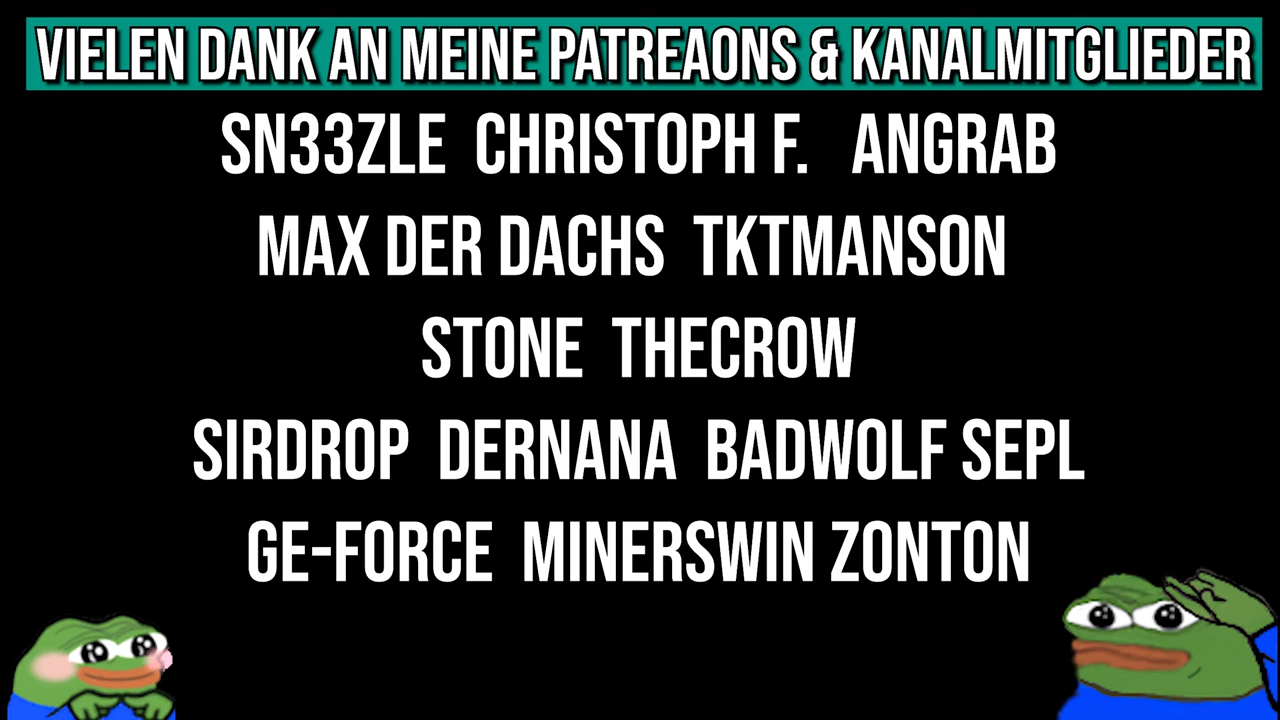 VIELEN DANK AN MEINE PATREAONS & KANALMITGLIEDER
SN33ZLE CHRISTOPH F. ANGRAB
MAX DER DACHS TKTMANSON
STONE THECROW
SIRDROP DERNANA BADWOLF SEPL
GE-FORCE MINERSWIN ZONTON